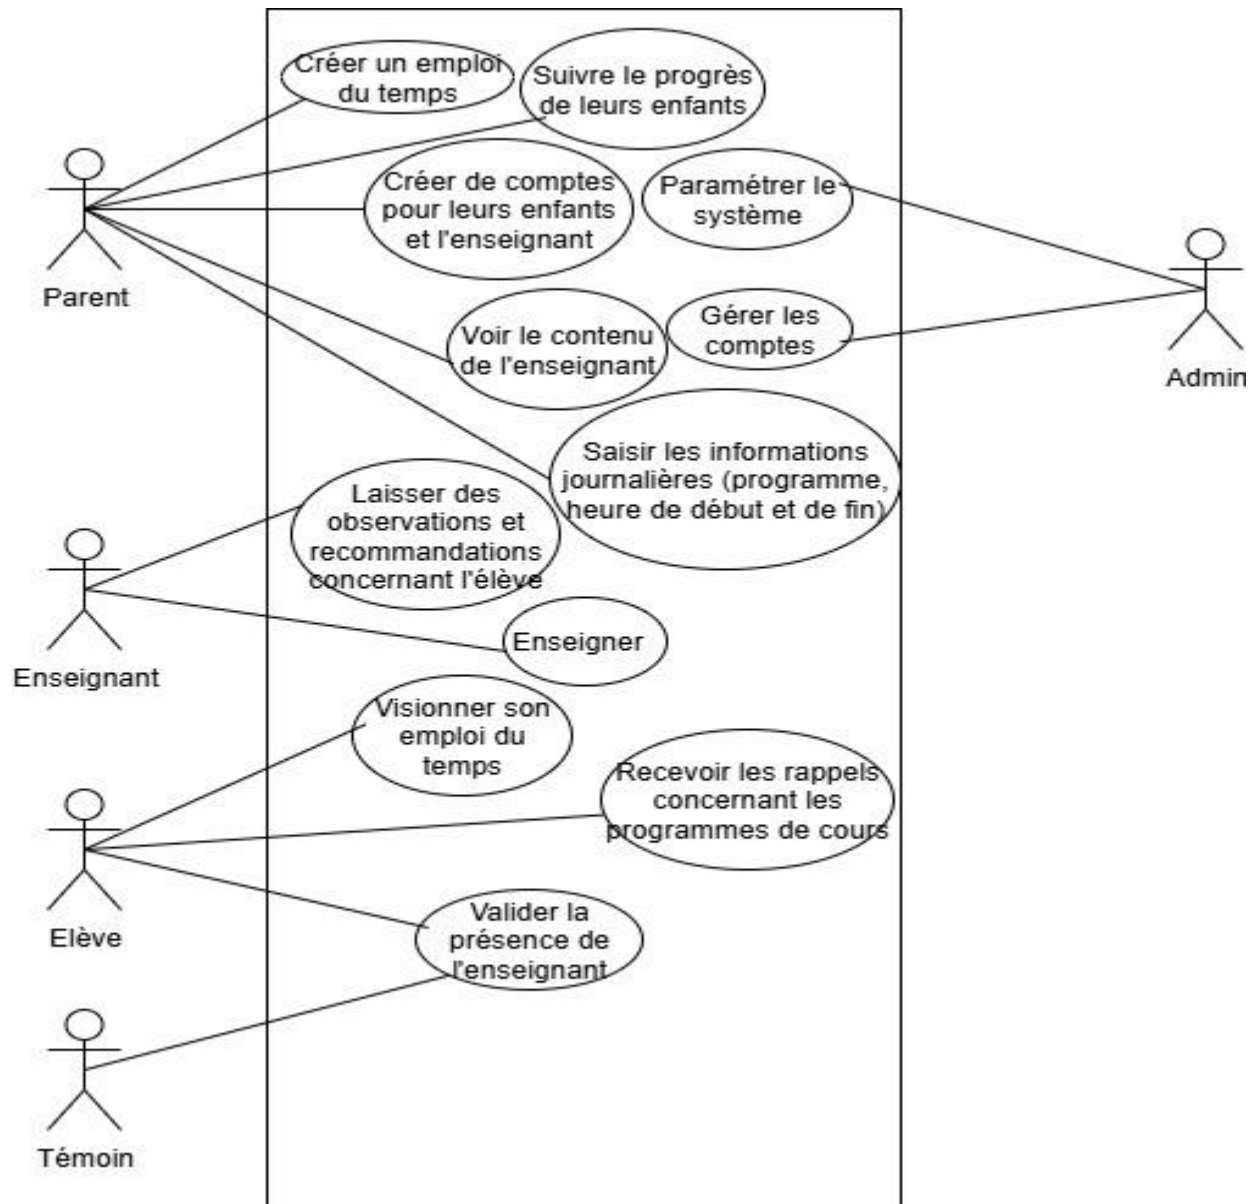 Créer un emploi
du temps
Suivre le progrès
de leurs enfants
Créer de comptes
pour leurs enfants
et l'enseignant
Paramétrer le
système
Parent
Voir le contenu
de l'enseignant
Gérer les
comptes
Admin
Saisir les informations
journalières (programme,
heure de début et de fin)
Laisser des
observations et
recommandations
concernant l'élève
Enseigner
Enseignant
Visionner son
emploi du
temps
Recevoir les rappels
concernant les
programmes de cours
Elève
Valider la
présence de
l'enseignant
Témoin